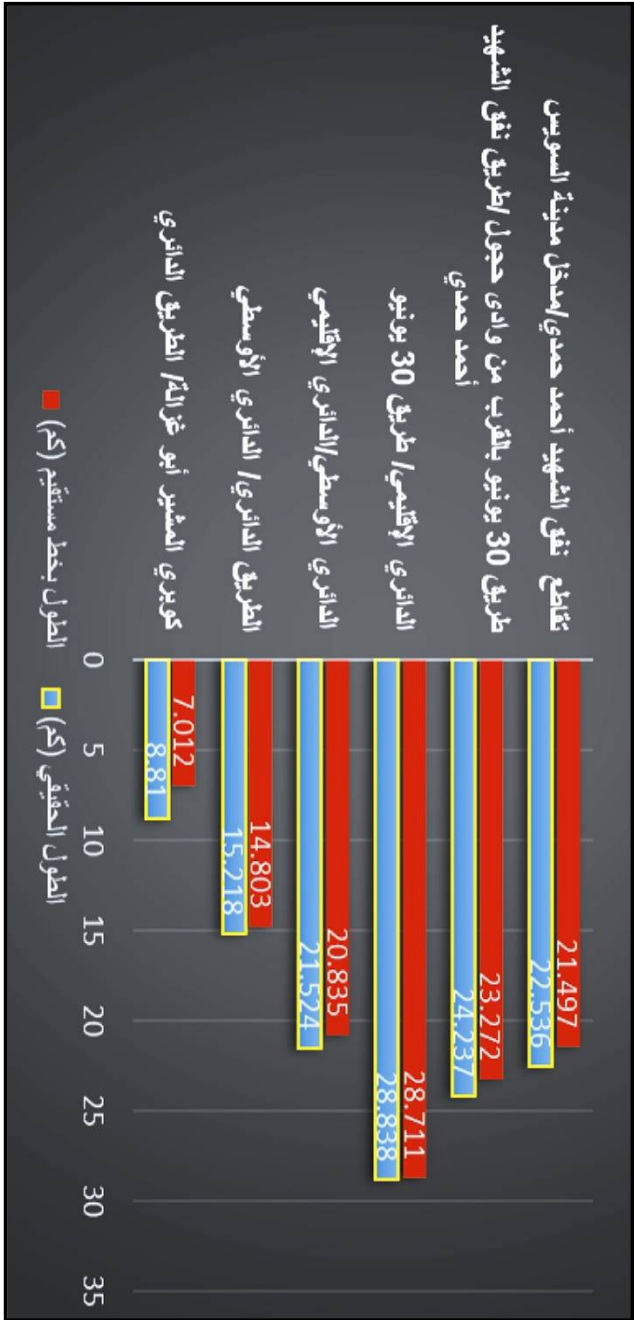 تقاطع نفق الشهيد أحمد حمدي/مدخل مدينة السويس
21.497
22.536
طريق 30 يونيو بالقرب من وادى حجول /طريق نفق الشهيد
أحمد حمدي
23.272
24.237
الدائري الإقليمي/ طريق 30 يونيو
28.711
28.838
الدائري الأوسطي/الدائري الإقليمي
20.835
21.524
الطريق الدائري/ الدائري الأوسطي
14.803
15.218
كوبري المشير أبو غزالة/ الطريق الدائري
7.012
8.81
0 5 10 15 20 25 30 35
الطول بخط مستقيم (كم) الطول الحقيقي (كم)